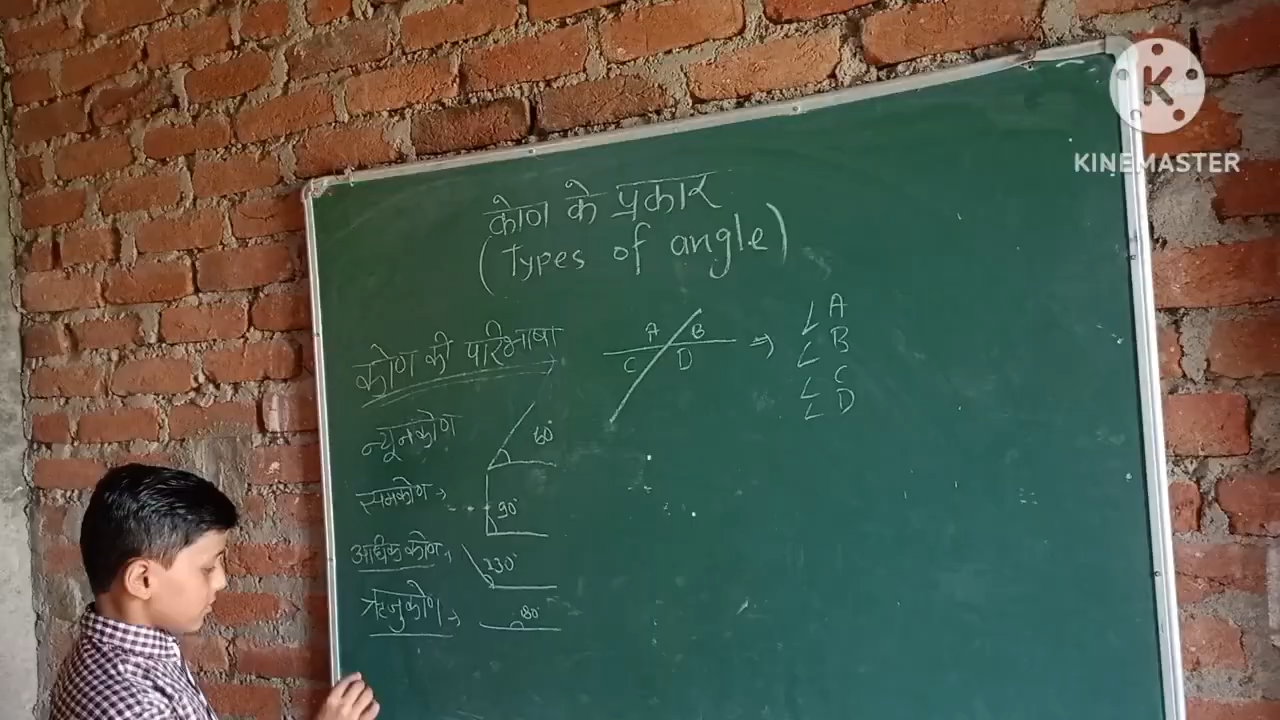 कोण के प्रकार
(Types of angle)
कोण की परिभाषा →
A B
C D
→ ∠A
∠B
∠C
∠D
न्यूनकोण 60°
समकोण → 90°
अधिक कोण → 130°
ऋजुकोण → 180°
K
KINEMASTER